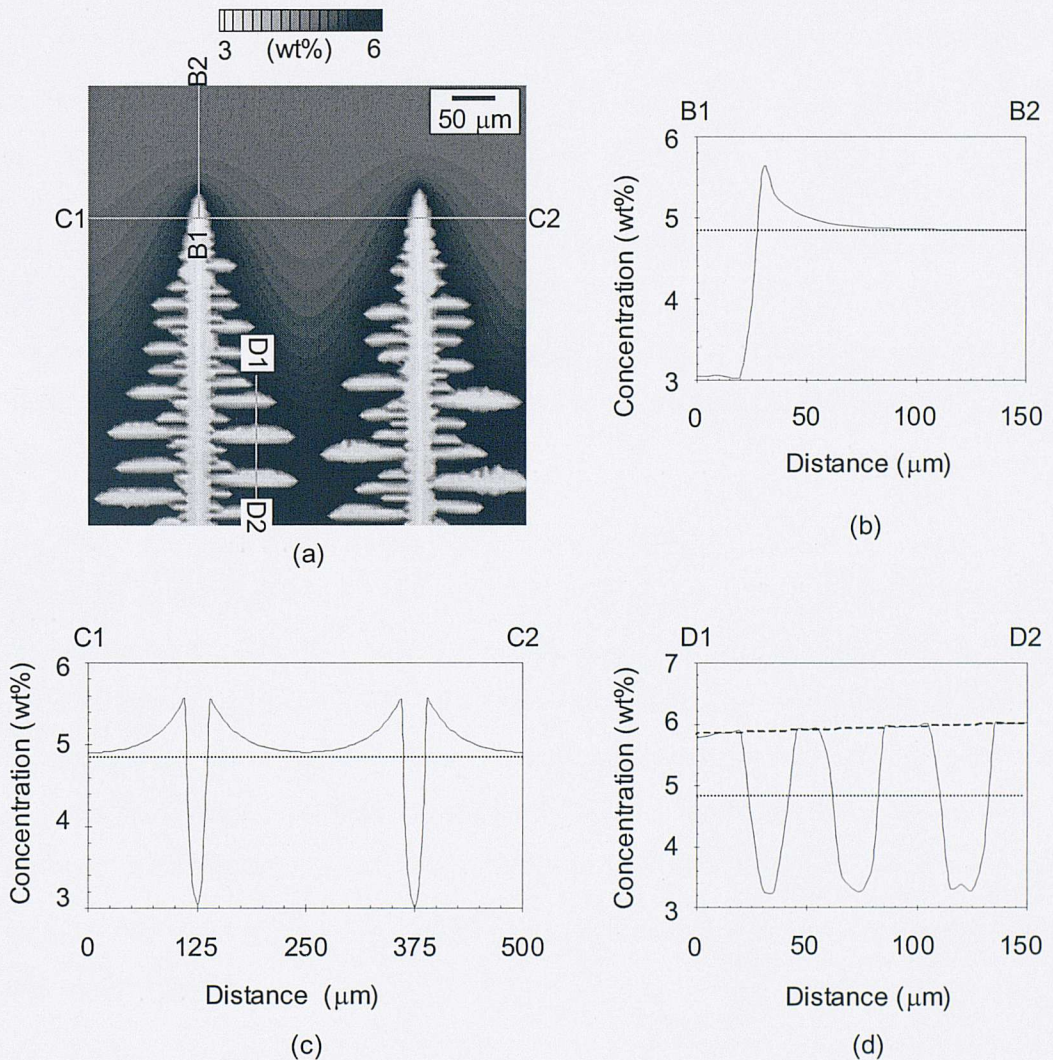 3 (wt%) 6
B2
50 μm
C1
C2
B1
D1
D2
(a)
B1 B2
Concentration (wt%)
6
5
4
3
0 50 100 150
Distance (μm)
(b)
C1 C2
Concentration (wt%)
6
5
4
3
0 125 250 375 500
Distance (μm)
(c)
D1 D2
Concentration (wt%)
7
6
5
4
3
0 50 100 150
Distance (μm)
(d)